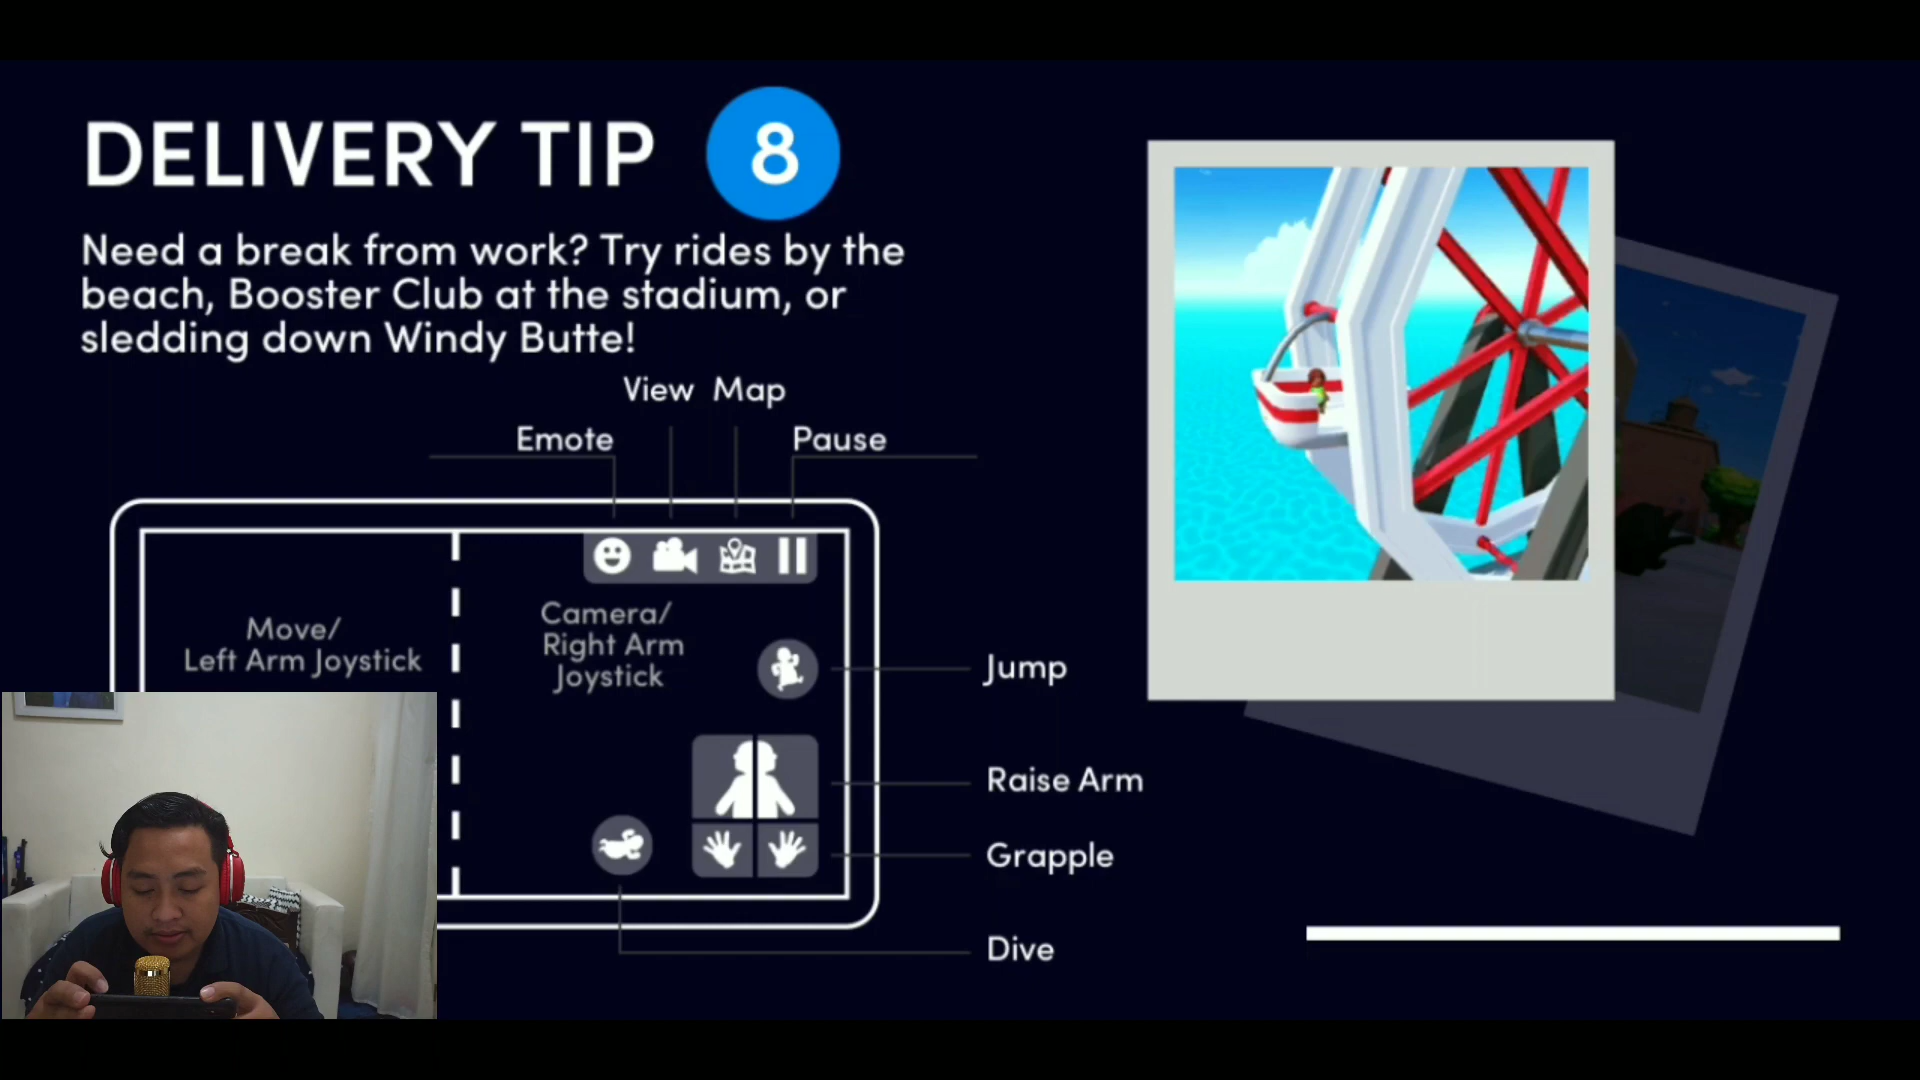 DELIVERY TIP 8
Need a break from work? Try rides by the
beach, Booster Club at the stadium, or
sledding down Windy Butte!
View Map
Emote Pause
Camera/
Right Arm
Joystick
Move/
Left Arm Joystick
Jump
Raise Arm
Grapple
Dive